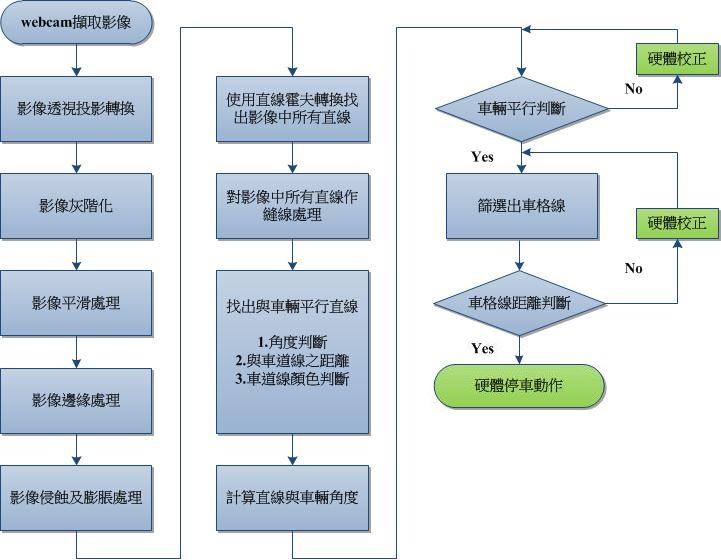 webcam擷取影像
影像透視投影轉換
影像灰階化
影像平滑處理
影像邊緣處理
影像侵蝕及膨脹處理
使用直線霍夫轉換找
出影像中所有直線
對影像中所有直線作
縫線處理
找出與車輛平行直線
1.角度判斷
2.與車道線之距離
3.車道線顏色判斷
計算直線與車輛角度
車輛平行判斷
No
硬體校正
Yes
篩選出車格線
車格線距離判斷
No
硬體校正
Yes
硬體停車動作